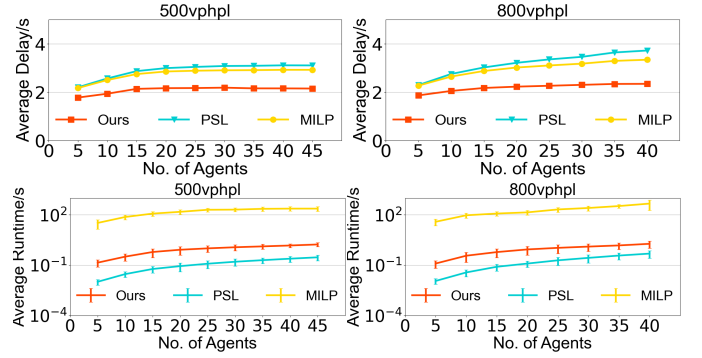 500vphpl
Average Delay/s
4
2
0
Ours PSL MILP
0 5 10 15 20 25 30 35 40 45
No. of Agents
800vphpl
Average Delay/s
4
2
0
Ours PSL MILP
0 5 10 15 20 25 30 35 40
No. of Agents
500vphpl
Average Runtime/s
10²
10⁻¹
10⁻⁴
Ours PSL MILP
0 5 10 15 20 25 30 35 40 45
No. of Agents
800vphpl
Average Runtime/s
10²
10⁻¹
10⁻⁴
Ours PSL MILP
0 5 10 15 20 25 30 35 40
No. of Agents